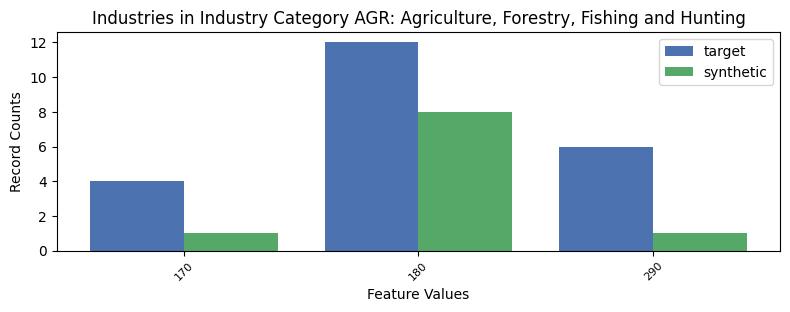 Industries in Industry Category AGR: Agriculture, Forestry, Fishing and Hunting
target
synthetic
Record Counts
12
10
8
6
4
2
0
170
180
290
Feature Values